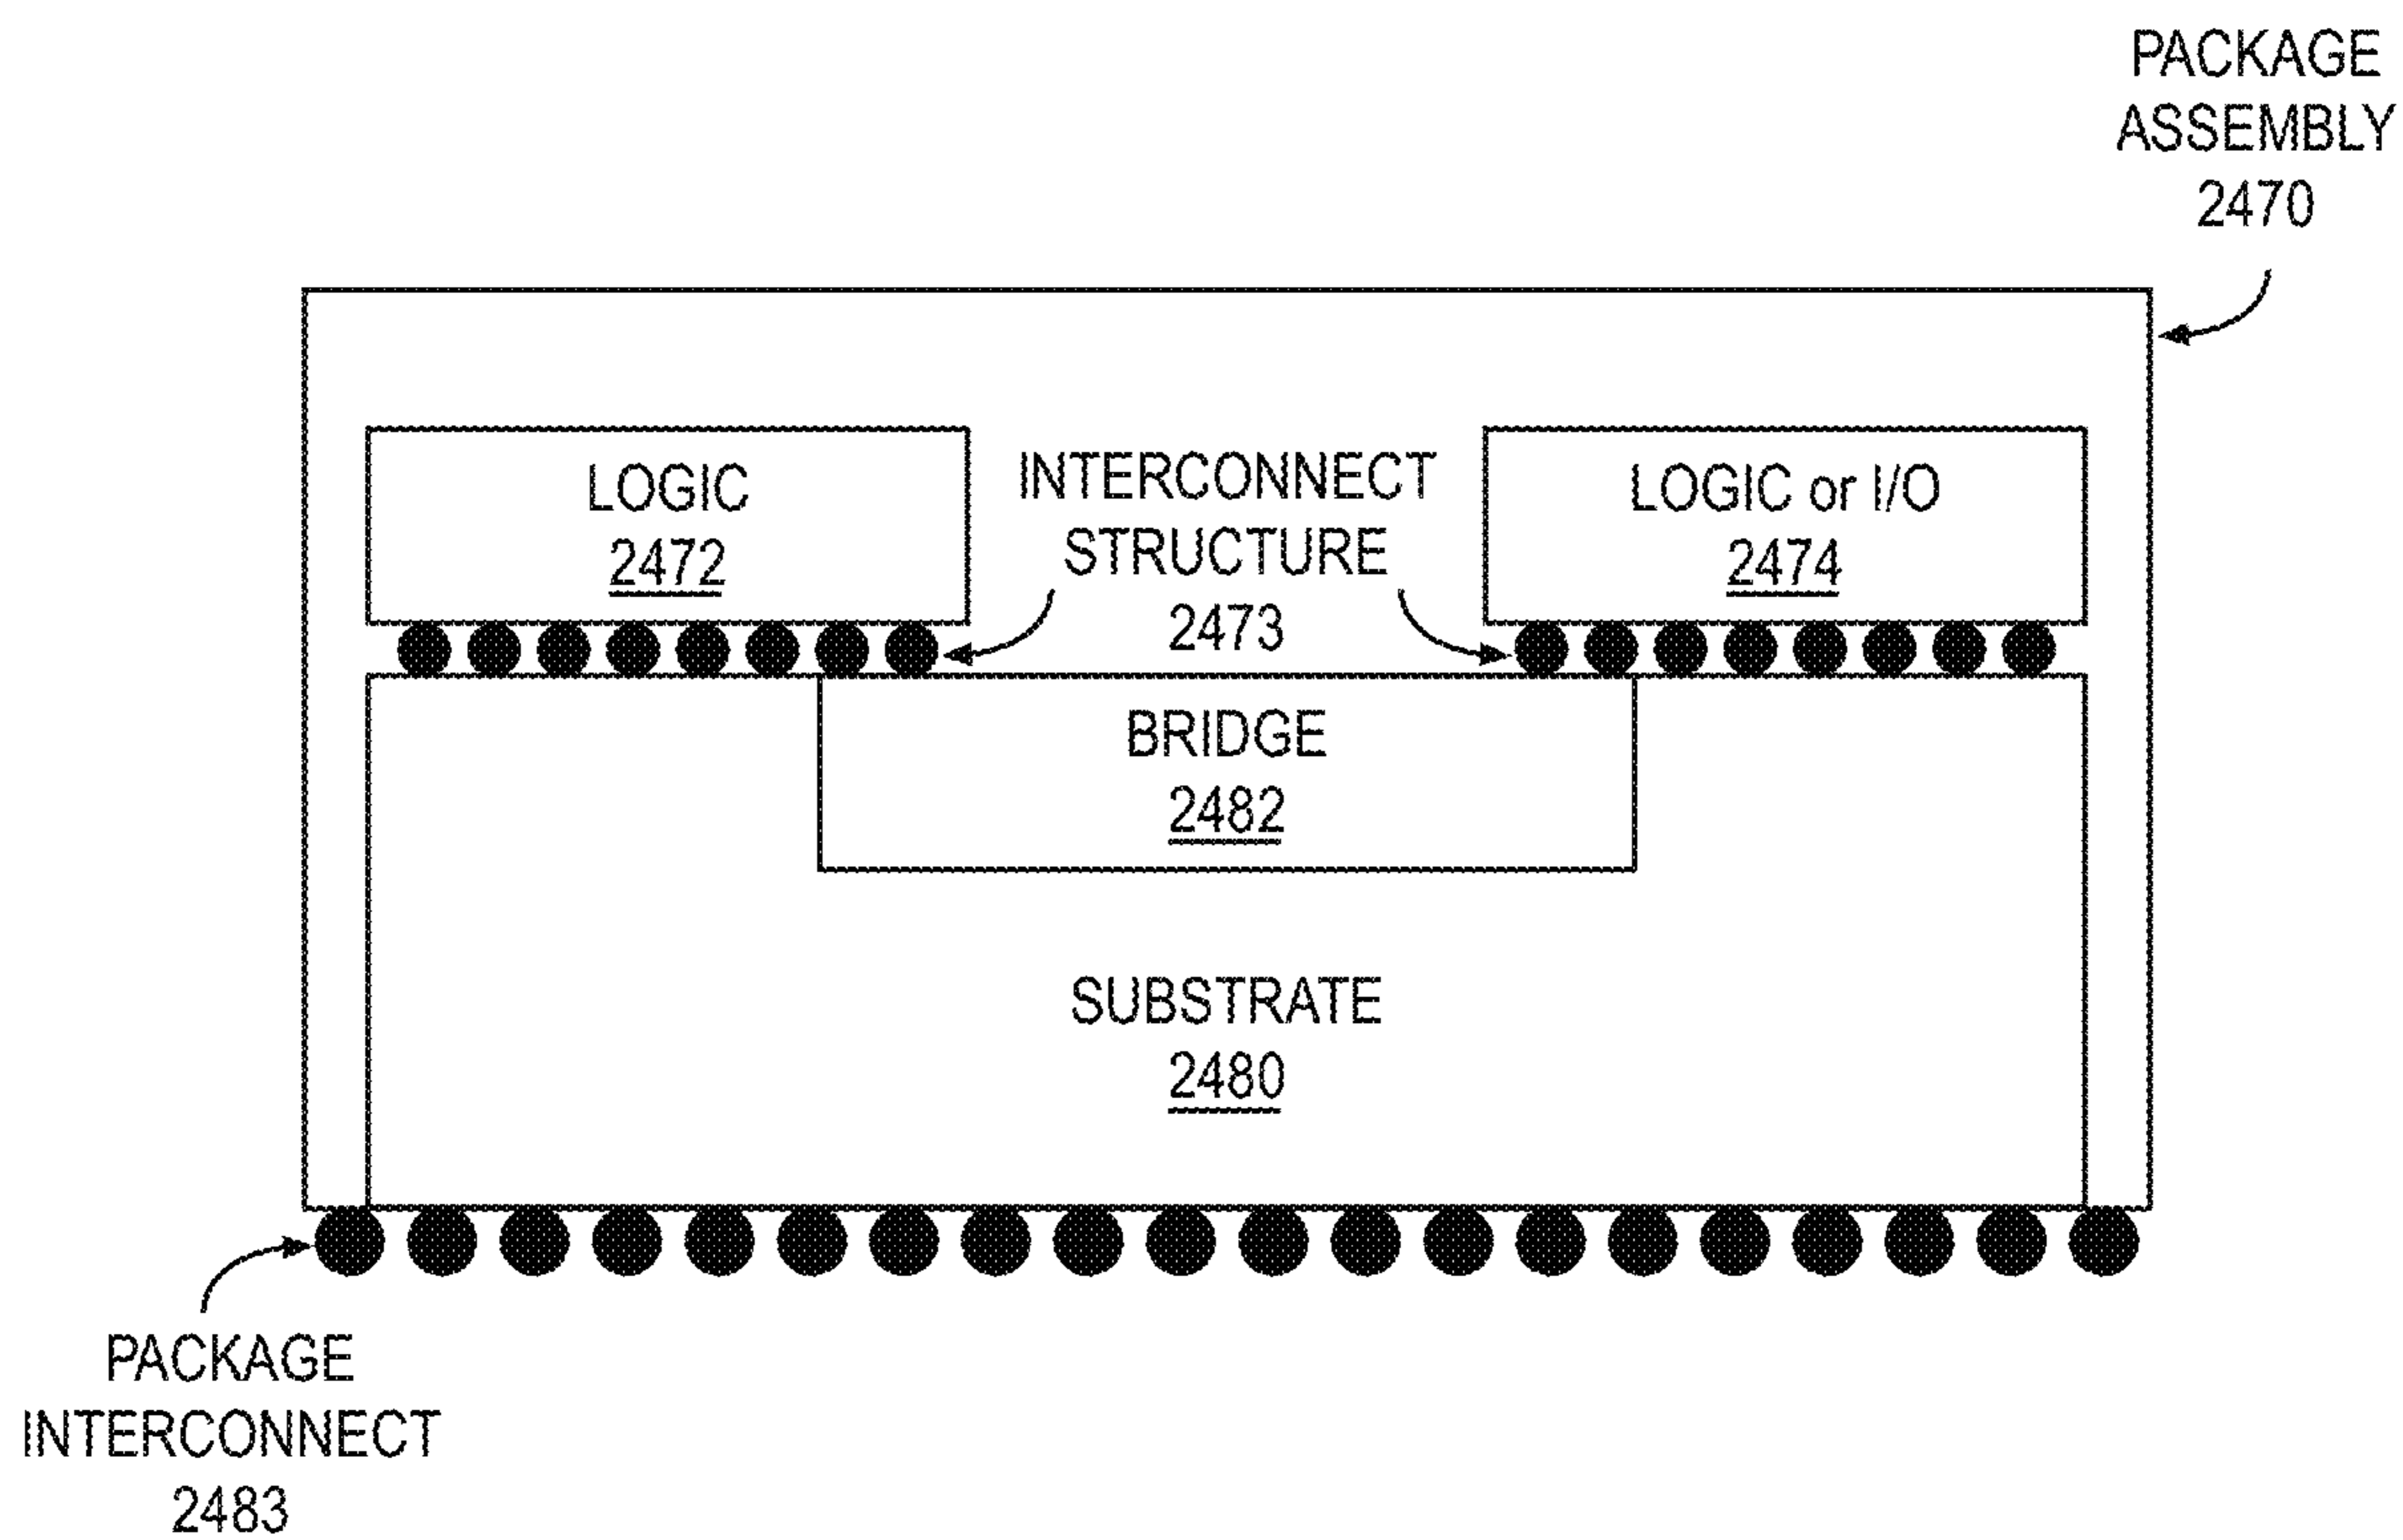 PACKAGE
ASSEMBLY
2470
LOGIC
2472
INTERCONNECT
STRUCTURE
2473
LOGIC or I/O
2474
BRIDGE
2482
SUBSTRATE
2480
PACKAGE
INTERCONNECT
2483